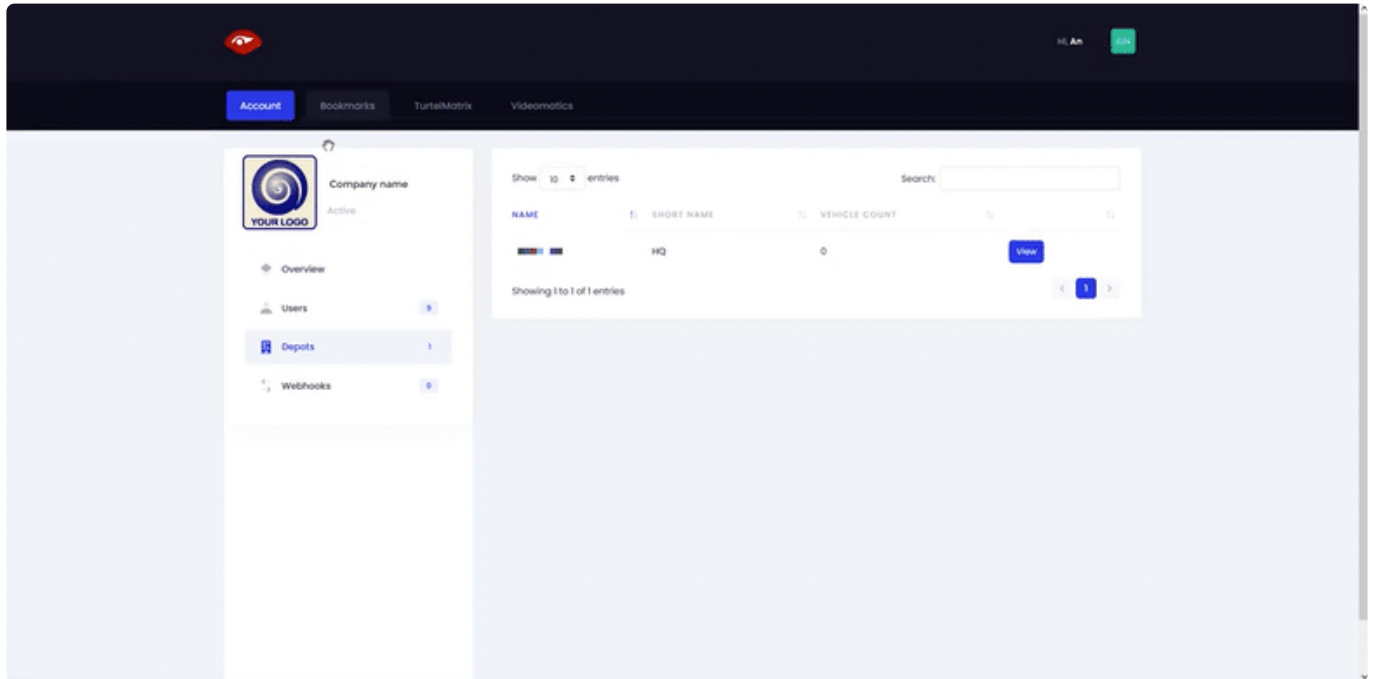 Hi, An
Account Bookmarks TurtelMatrix Videomatics
YOUR LOGO
Company name
Active
Overview
Users 9
Depots 1
Webhooks 0
Show 10 entries Search:
NAME SHORT NAME VEHICLE COUNT
HQ 0 View
Showing 1 to 1 of 1 entries
1